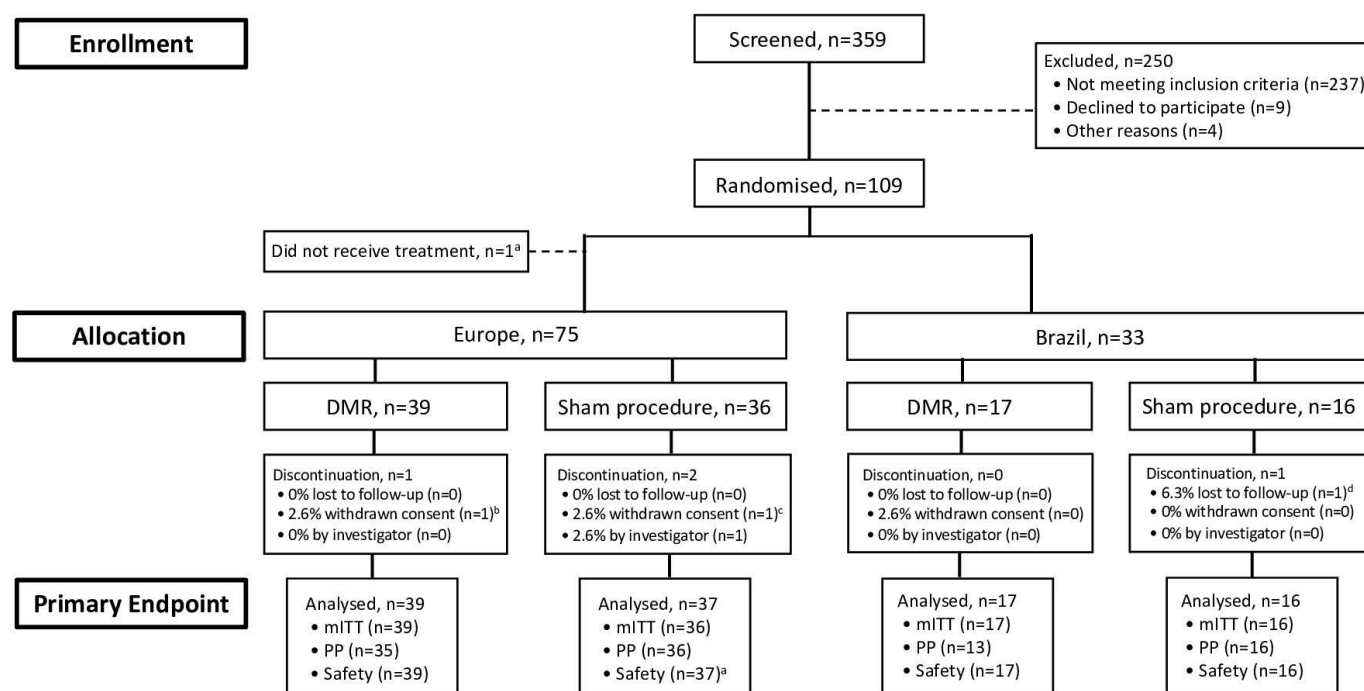 Enrollment
Screened, n=359
Excluded, n=250
• Not meeting inclusion criteria (n=237)
• Declined to participate (n=9)
• Other reasons (n=4)
Randomised, n=109
Did not receive treatment, n=1ᵃ
Allocation
Europe, n=75
Brazil, n=33
DMR, n=39
Sham procedure, n=36
DMR, n=17
Sham procedure, n=16
Discontinuation, n=1
• 0% lost to follow-up (n=0)
• 2.6% withdrawn consent (n=1)ᵇ
• 0% by investigator (n=0)
Discontinuation, n=2
• 0% lost to follow-up (n=0)
• 2.6% withdrawn consent (n=1)ᶜ
• 2.6% by investigator (n=1)
Discontinuation, n=0
• 0% lost to follow-up (n=0)
• 2.6% withdrawn consent (n=0)
• 0% by investigator (n=0)
Discontinuation, n=1
• 6.3% lost to follow-up (n=1)ᵈ
• 0% withdrawn consent (n=0)
• 0% by investigator (n=0)
Primary Endpoint
Analysed, n=39
• mITT (n=39)
• PP (n=35)
• Safety (n=39)
Analysed, n=37
• mITT (n=36)
• PP (n=36)
• Safety (n=37)ᵃ
Analysed, n=17
• mITT (n=17)
• PP (n=13)
• Safety (n=17)
Analysed, n=16
• mITT (n=16)
• PP (n=16)
• Safety (n=16)